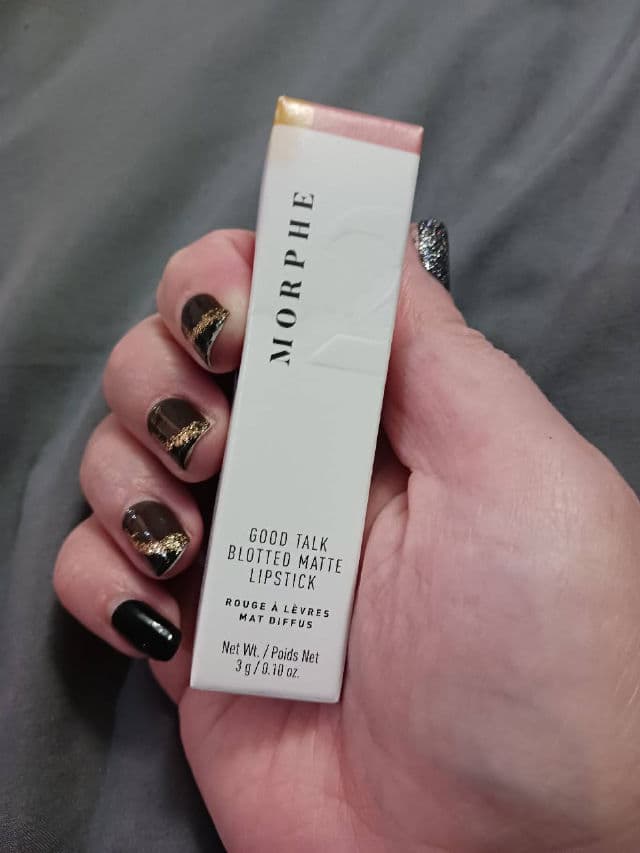 MORPHE
GOOD TALK
BLOTTED MATTE
LIPSTICK
ROUGE À LÈVRES
MAT DIFFUS
Net Wt. / Poids Net
3 g / 0.10 oz.